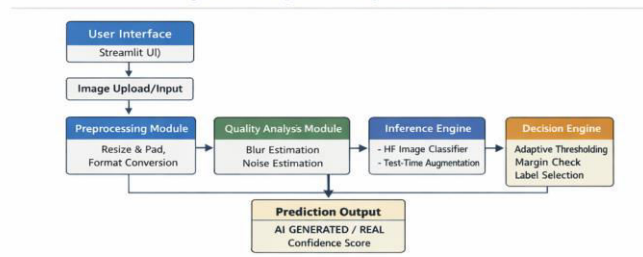 User Interface
Streamlit UI)
Image Upload/Input
Preprocessing Module
Resize & Pad,
Format Conversion
Quality Analysis Module
Blur Estimation
Noise Estimation
Inference Engine
- HF Image Classifier
- Test-Time Augmentation
Decision Engine
Adaptive Thresholding
Margin Check
Label Selection
Prediction Output
AI GENERATED / REAL
Confidence Score